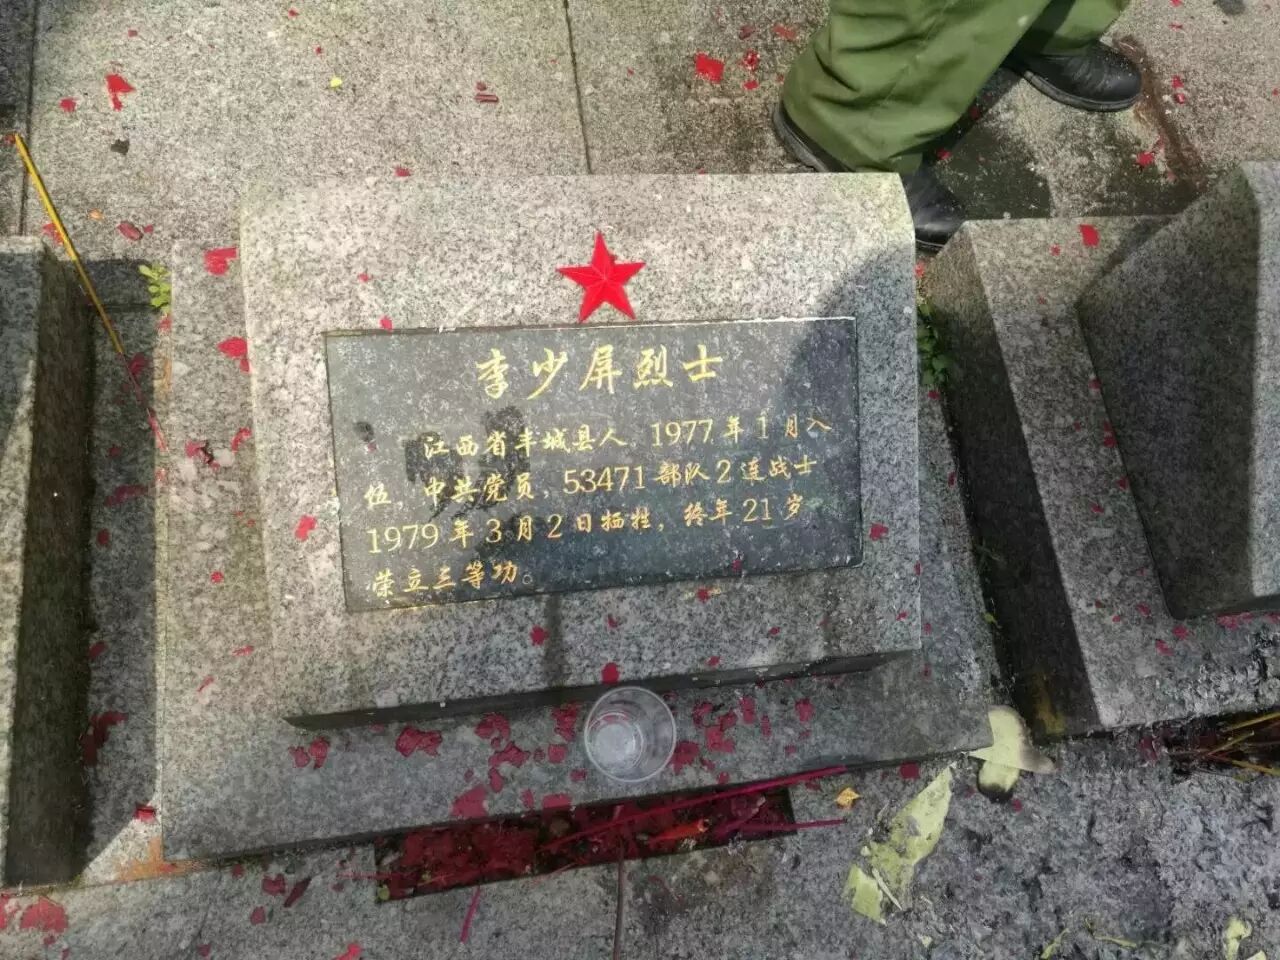 李少屏烈士
江西省丰城县人，1977年1月入
伍，中共党员，53471部队2连战士
1979年3月2日牺牲，终年21岁
荣立三等功。